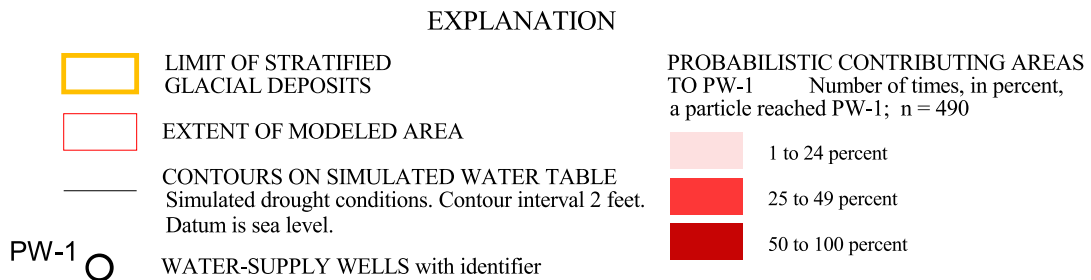 EXPLANATION
LIMIT OF STRATIFIED
GLACIAL DEPOSITS
EXTENT OF MODELED AREA
CONTOURS ON SIMULATED WATER TABLE
Simulated drought conditions. Contour interval 2 feet.
Datum is sea level.
PW-1
WATER-SUPPLY WELLS with identifier
PROBABILISTIC CONTRIBUTING AREAS
TO PW-1 Number of times, in percent,
a particle reached PW-1; n = 490
1 to 24 percent
25 to 49 percent
50 to 100 percent